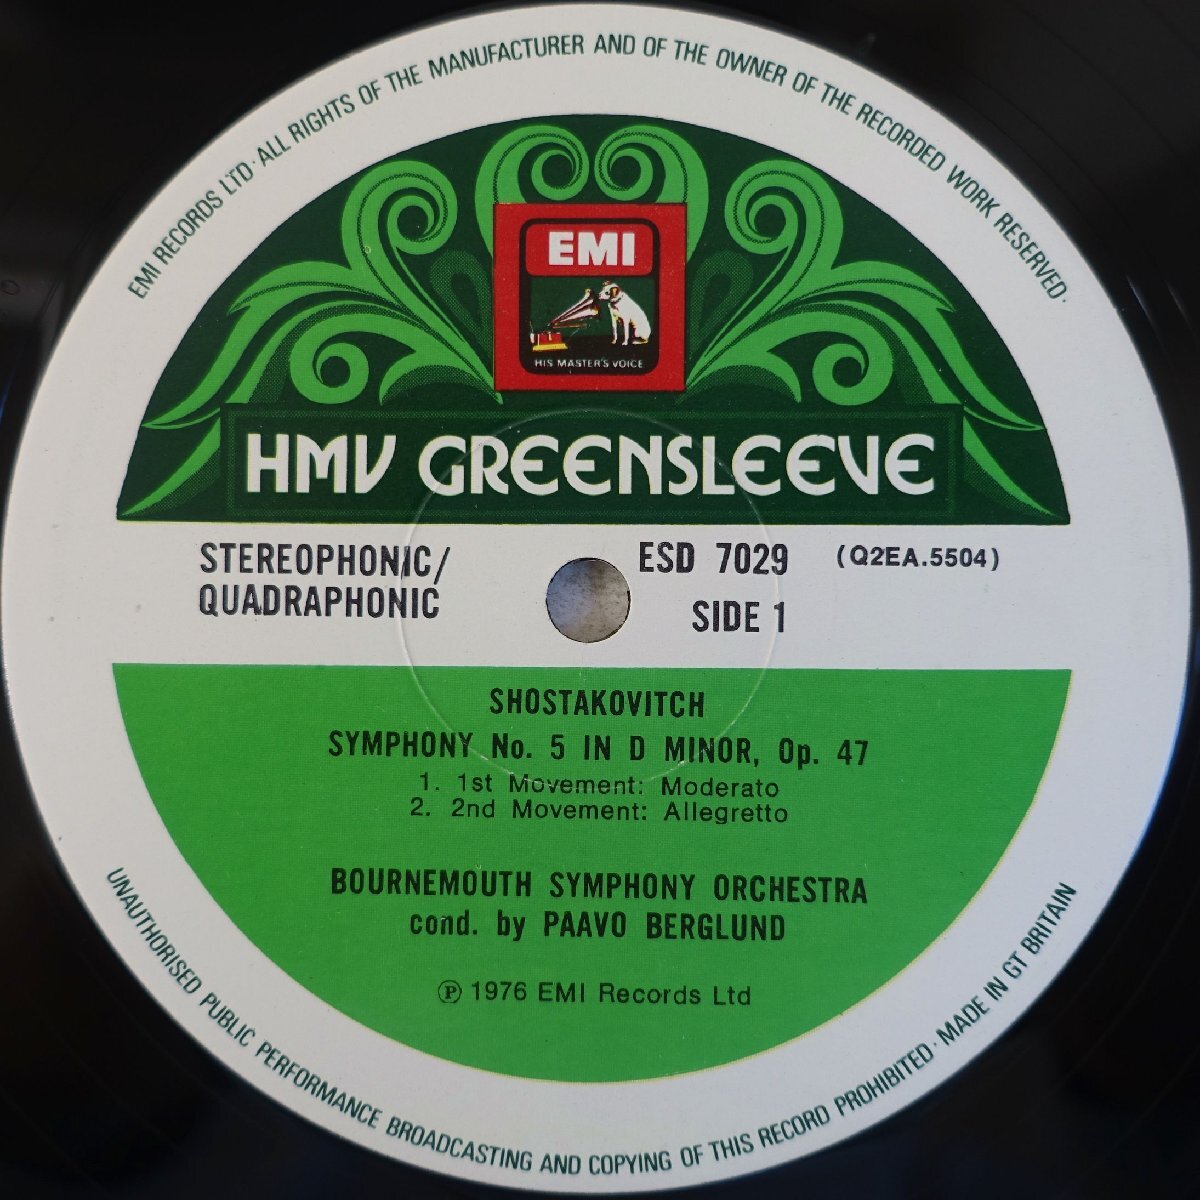 EMI RECORDS LTD · ALL RIGHTS OF THE MANUFACTURER AND OF THE OWNER OF THE RECORDED WORK RESERVED ·
EMI
HIS MASTER'S VOICE
HMV GREENSLEEVE
STEREOPHONIC/
QUADRAPHONIC
ESD 7029 (Q2EA.5504)
SIDE 1
SHOSTAKOVITCH
SYMPHONY No. 5 IN D MINOR, Op. 47
1. 1st Movement: Moderato
2. 2nd Movement: Allegretto
BOURNEMOUTH SYMPHONY ORCHESTRA
cond. by PAAVO BERGLUND
℗ 1976 EMI Records Ltd
UNAUTHORISED PUBLIC PERFORMANCE BROADCASTING AND COPYING OF THIS RECORD PROHIBITED · MADE IN GT BRITAIN